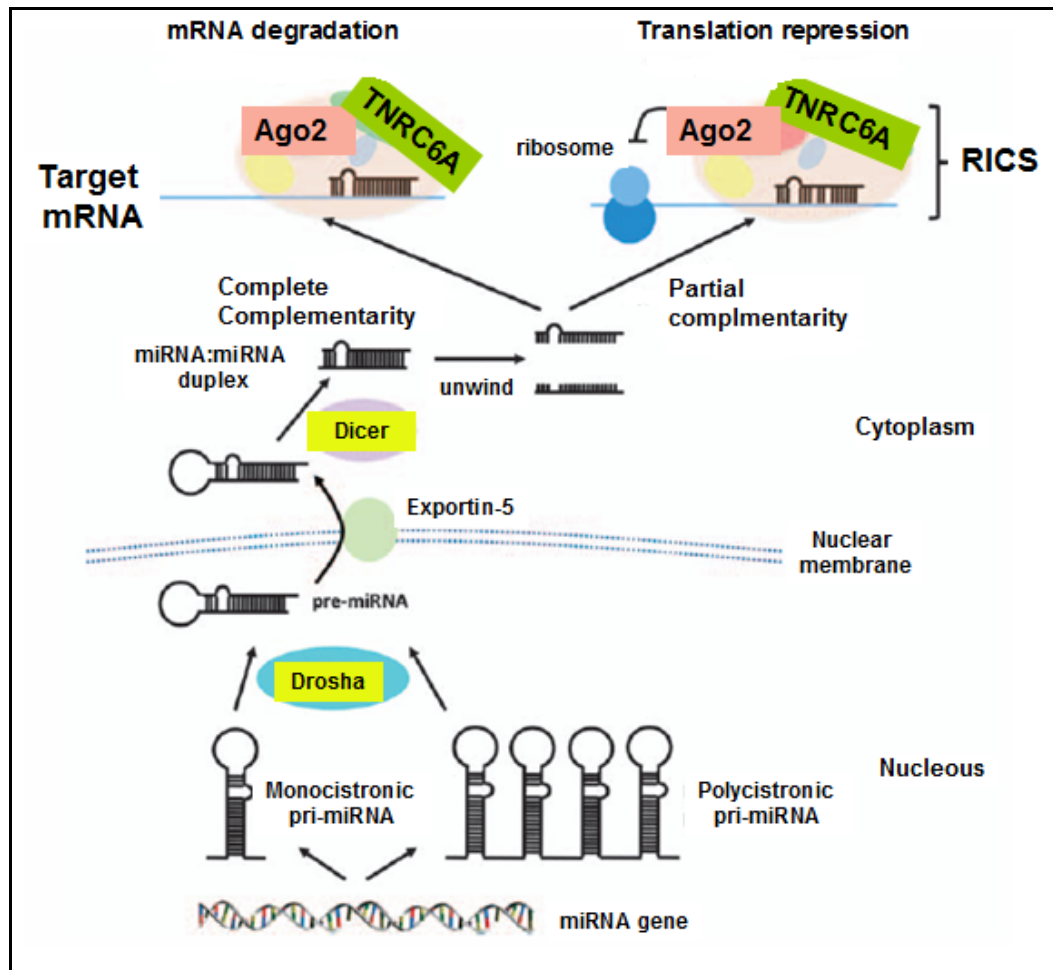 mRNA degradation
Translation repression
Ago2
TNRC6A
ribosome
Ago2
TNRC6A
RICS
Target
mRNA
Complete
Complementarity
Partial
complmentarity
miRNA:miRNA
duplex
unwind
Dicer
Cytoplasm
Exportin-5
Nuclear
membrane
pre-miRNA
Drosha
Monocistronic
pri-miRNA
Polycistronic
pri-miRNA
Nucleous
miRNA gene